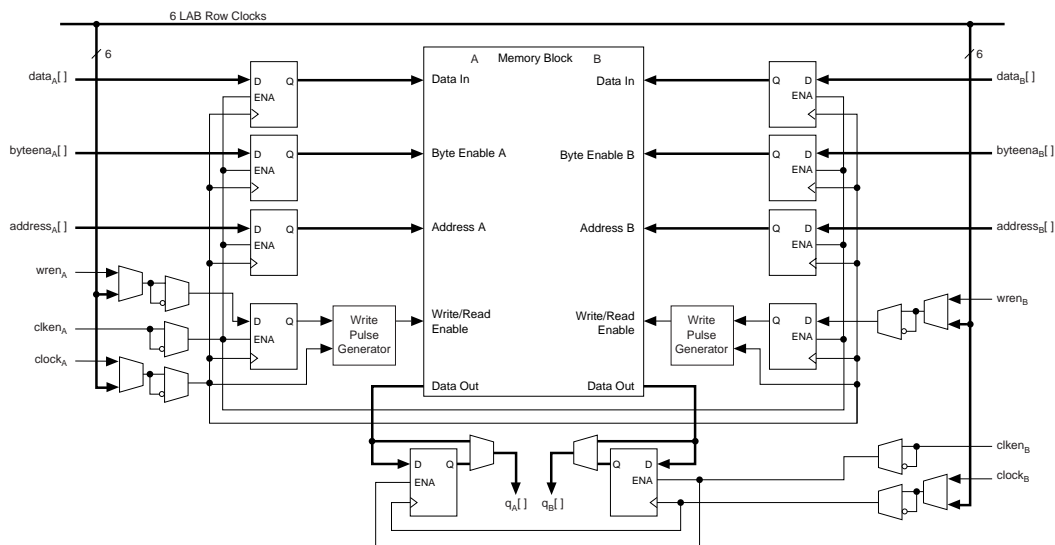 6 LAB Row Clocks
6
6
A Memory Block B
data_A[ ]
D Q
ENA
Data In
Data In
Q D
ENA
data_B[ ]
byteena_A[ ]
D Q
ENA
Byte Enable A
Byte Enable B
Q D
ENA
byteena_B[ ]
address_A[ ]
D Q
ENA
Address A
Address B
Q D
ENA
address_B[ ]
wren_A
clken_A
clock_A
D Q
ENA
Write
Pulse
Generator
Write/Read
Enable
Write/Read
Enable
Write
Pulse
Generator
Q D
ENA
wren_B
Data Out
Data Out
D Q
ENA
q_A[ ]
q_B[ ]
Q D
ENA
clken_B
clock_B